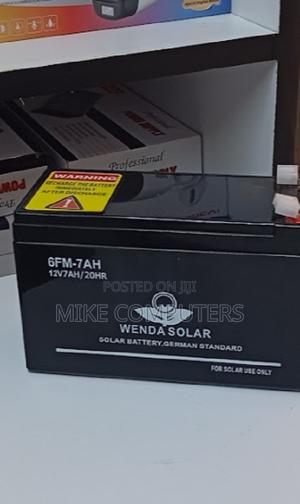 Professional
WARNING
RECHARGE THE BATTERY
IMMEDIATELY
AFTER DISCHARGE
6FM-7AH
12V7AH/20HR
POSTED ON JIJI
MIKE COMPUTERS
WENDA SOLAR
SOLAR BATTERY,GERMAN STANDARD
FOR SOLAR USE ONLY